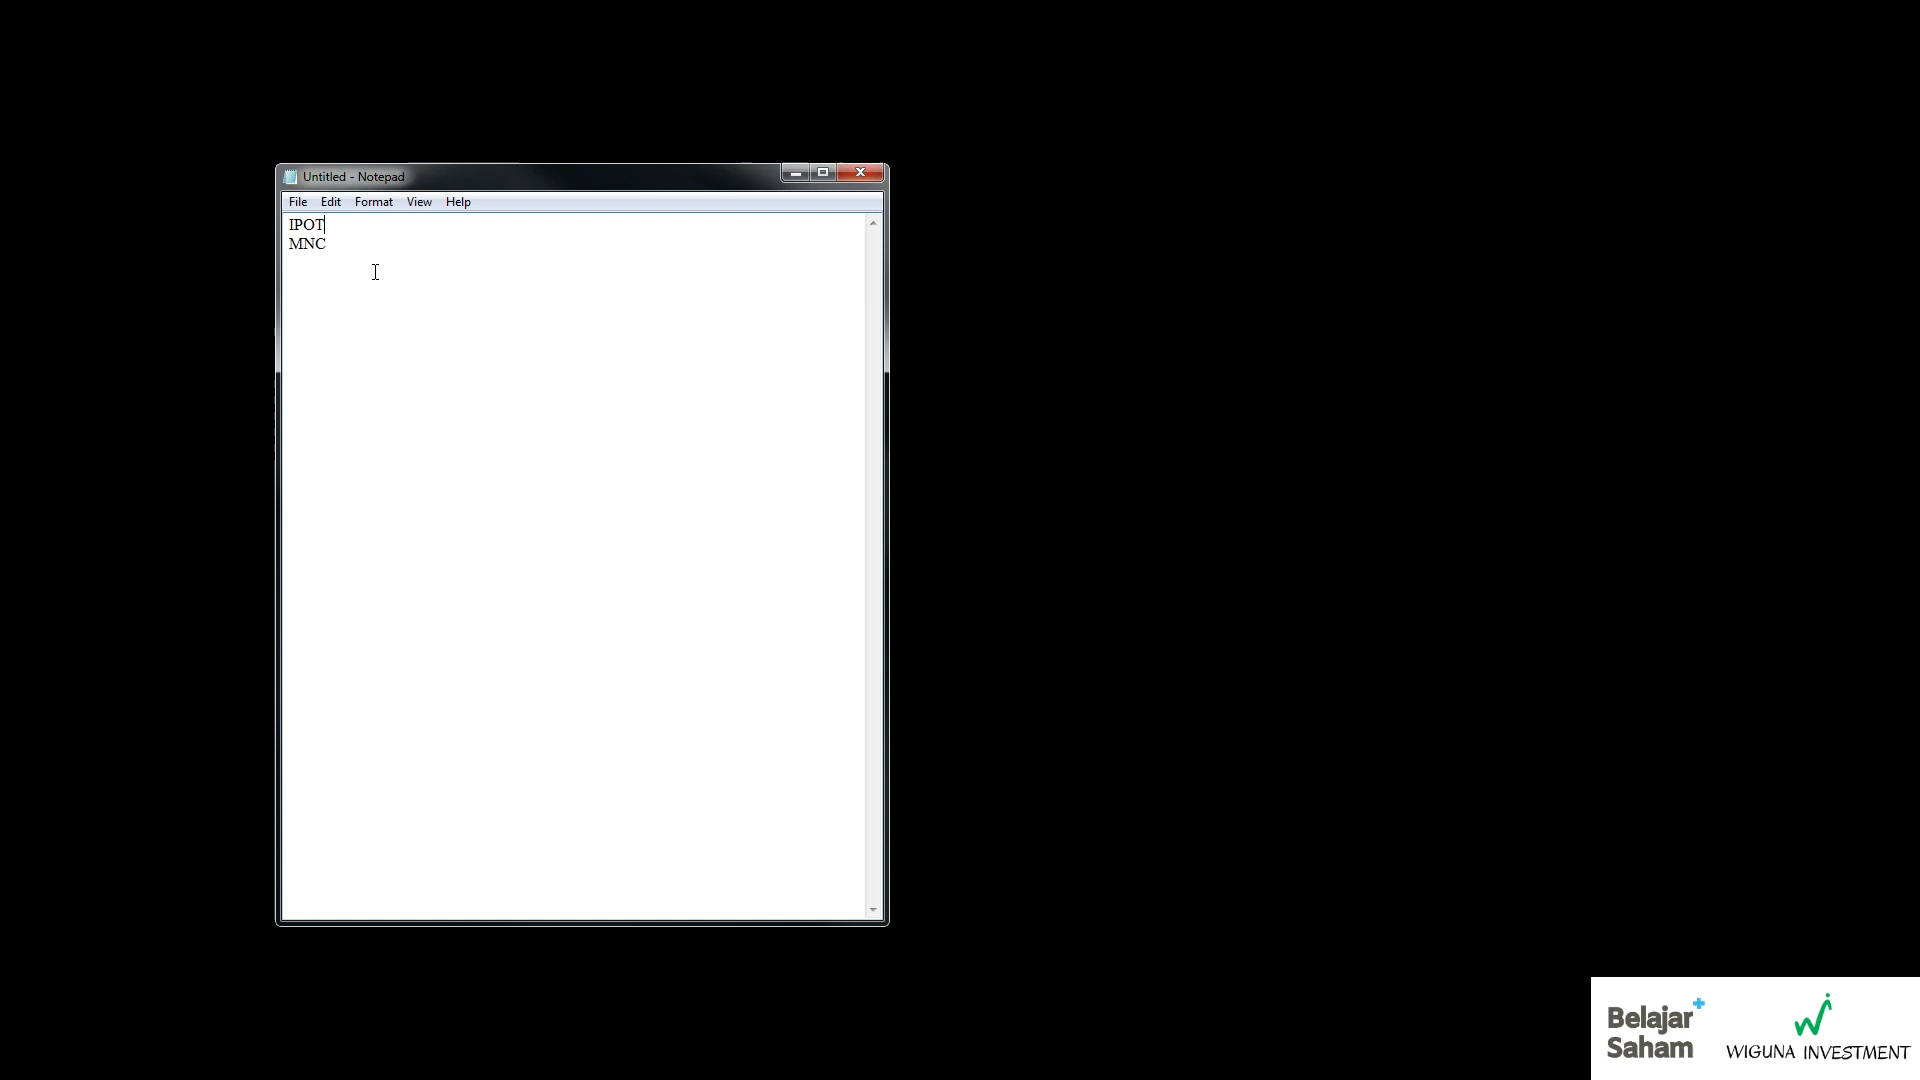 Untitled - Notepad
File Edit Format View Help
IPOT
MNC
Belajar+
Saham
WIGUNA INVESTMENT